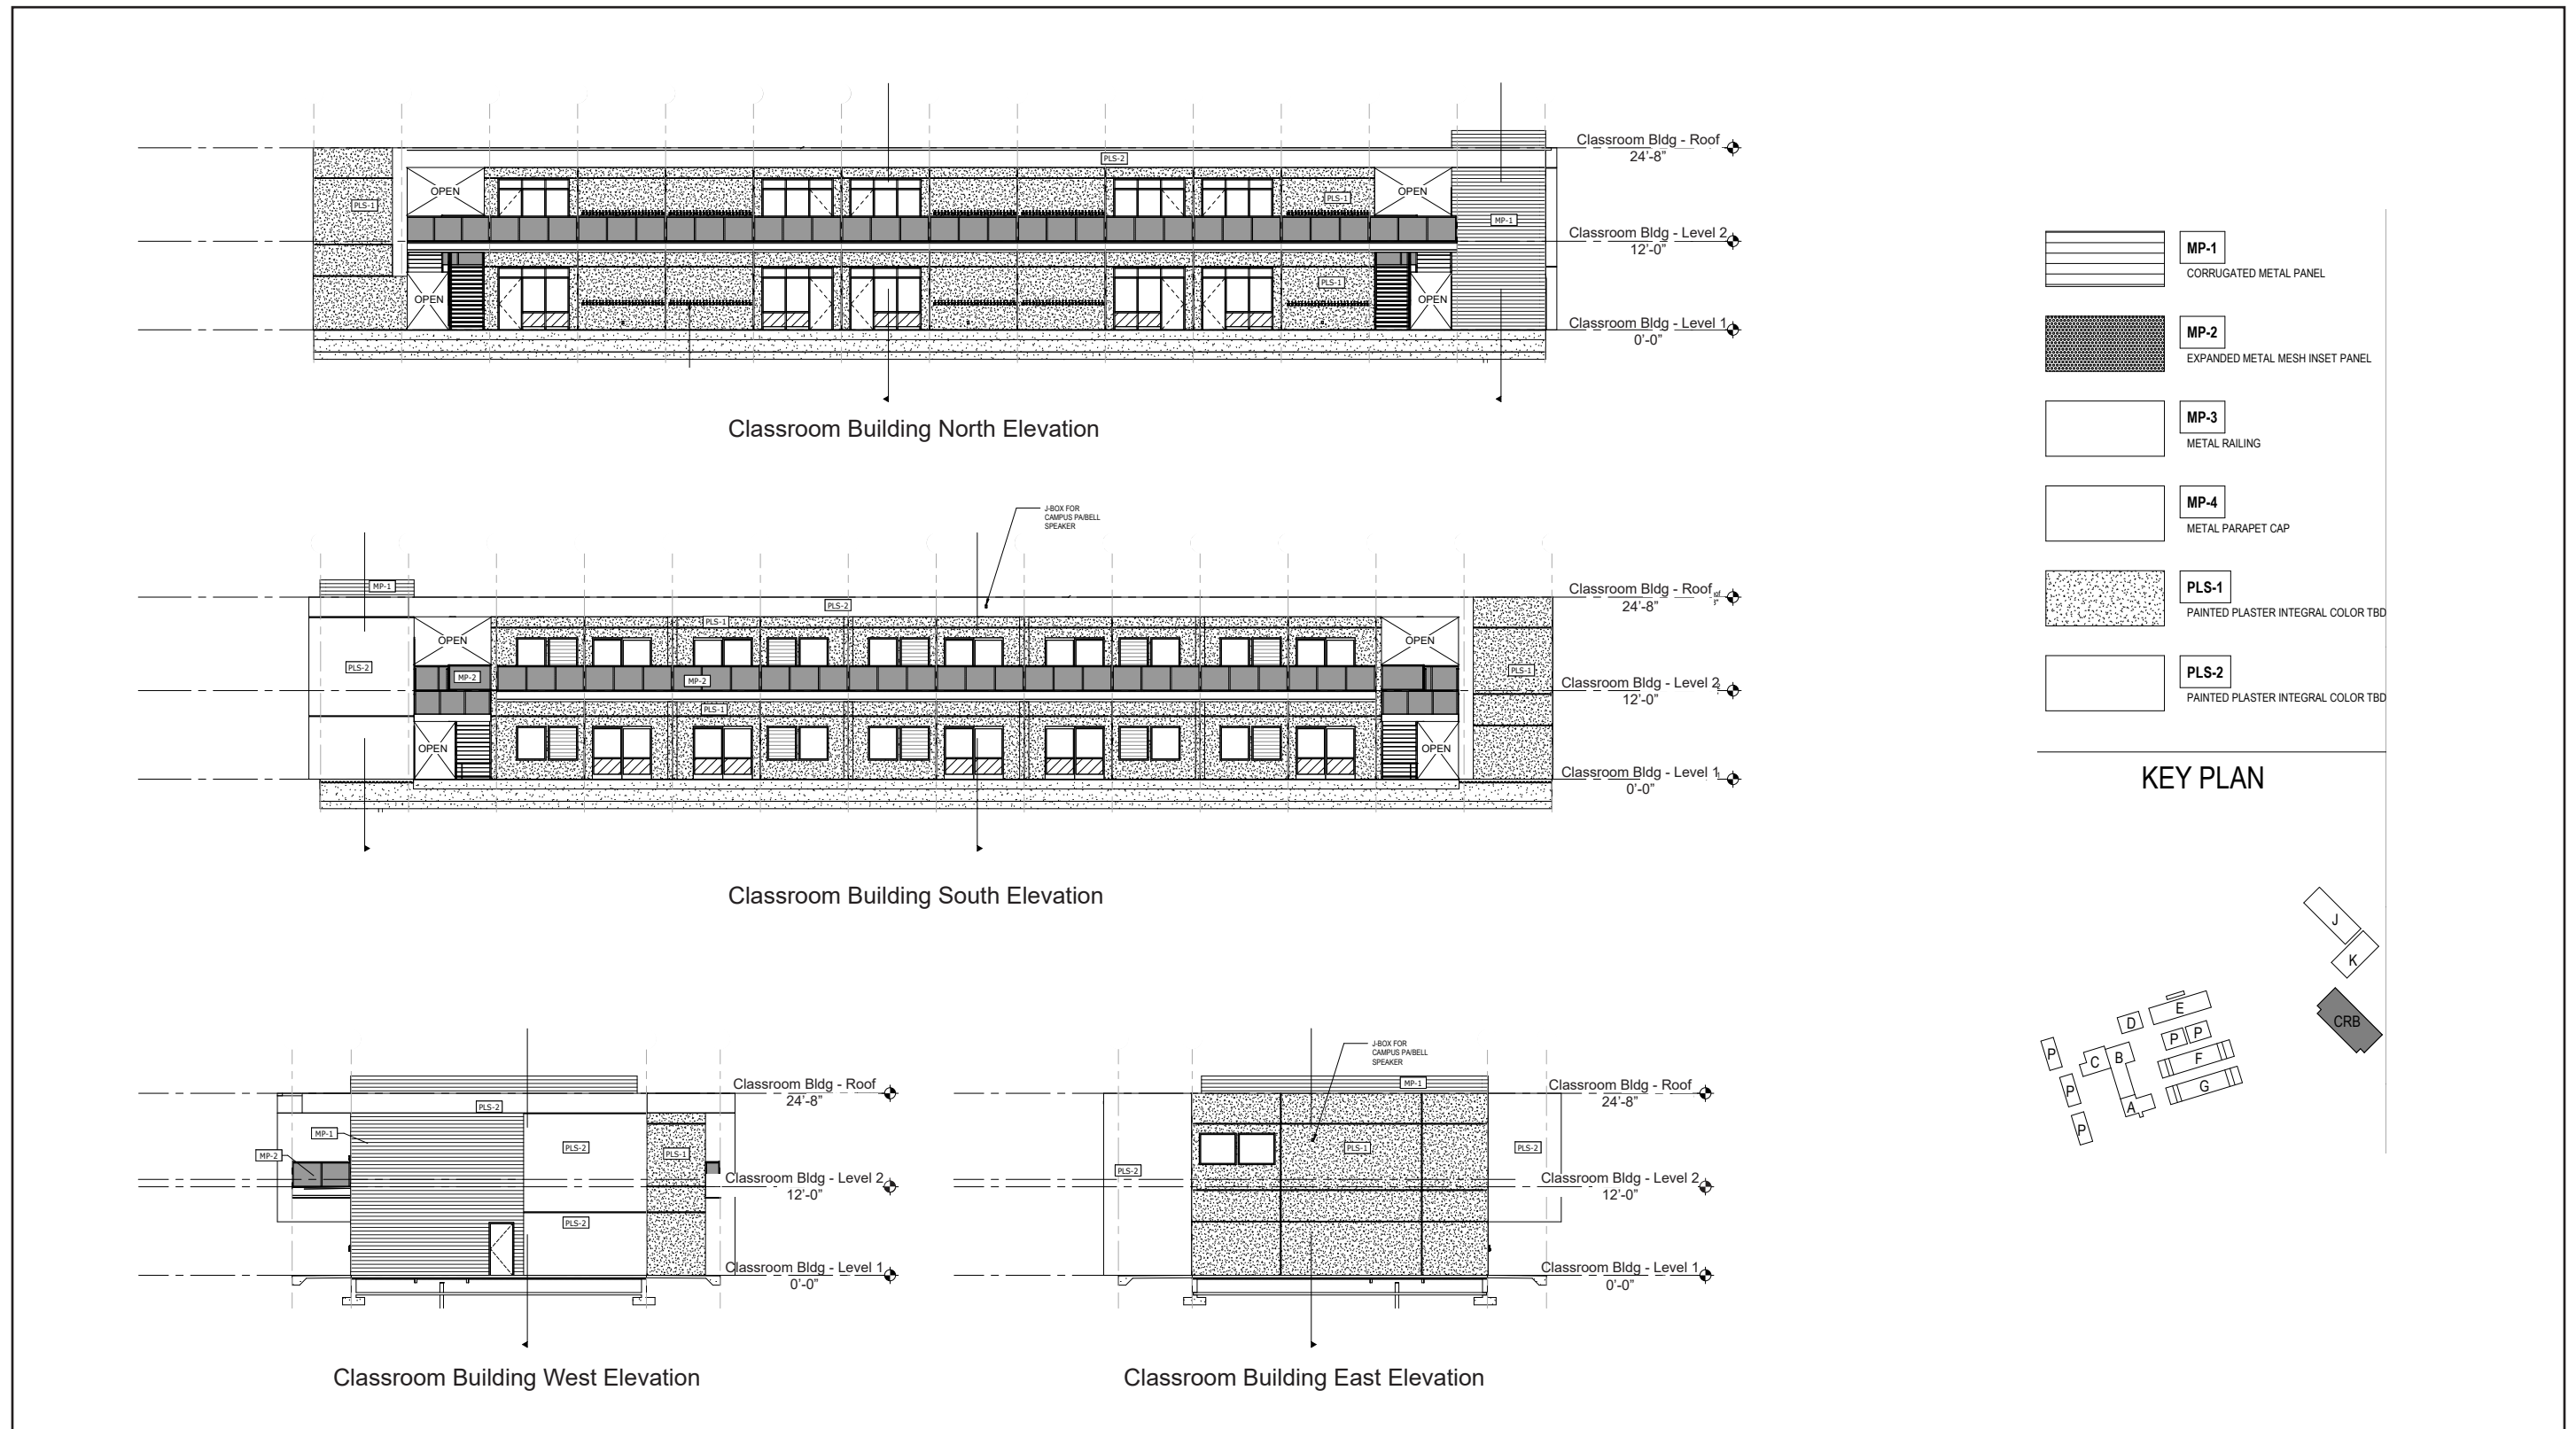 Classroom Bldg - Roof
24'-8"
PLS-2
OPEN
OPEN
PLS-1
PLS-1
MP-1
Classroom Bldg - Level 2
12'-0"
PLS-1
OPEN
OPEN
Classroom Bldg - Level 1
0'-0"
Classroom Building North Elevation
J-BOX FOR
CAMPUS PA/BELL
SPEAKER
MP-1
Classroom Bldg - Roof
24'-8"
PLS-2
PLS-1
OPEN
OPEN
PLS-2
PLS-1
MP-2
MP-2
Classroom Bldg - Level 2
12'-0"
PLS-1
OPEN
OPEN
Classroom Bldg - Level 1
0'-0"
Classroom Building South Elevation
Classroom Bldg - Roof
24'-8"
PLS-2
MP-1
PLS-2
MP-2
PLS-1
Classroom Bldg - Level 2
12'-0"
PLS-2
Classroom Bldg - Level 1
0'-0"
Classroom Building West Elevation
J-BOX FOR
CAMPUS PA/BELL
SPEAKER
MP-1
Classroom Bldg - Roof
24'-8"
PLS-1
PLS-2
PLS-2
Classroom Bldg - Level 2
12'-0"
Classroom Bldg - Level 1
0'-0"
Classroom Building East Elevation
MP-1
CORRUGATED METAL PANEL
MP-2
EXPANDED METAL MESH INSET PANEL
MP-3
METAL RAILING
MP-4
METAL PARAPET CAP
PLS-1
PAINTED PLASTER INTEGRAL COLOR TBD
PLS-2
PAINTED PLASTER INTEGRAL COLOR TBD
KEY PLAN
J
K
CRB
E
D
P
P
F
G
B
C
A
P
P
P